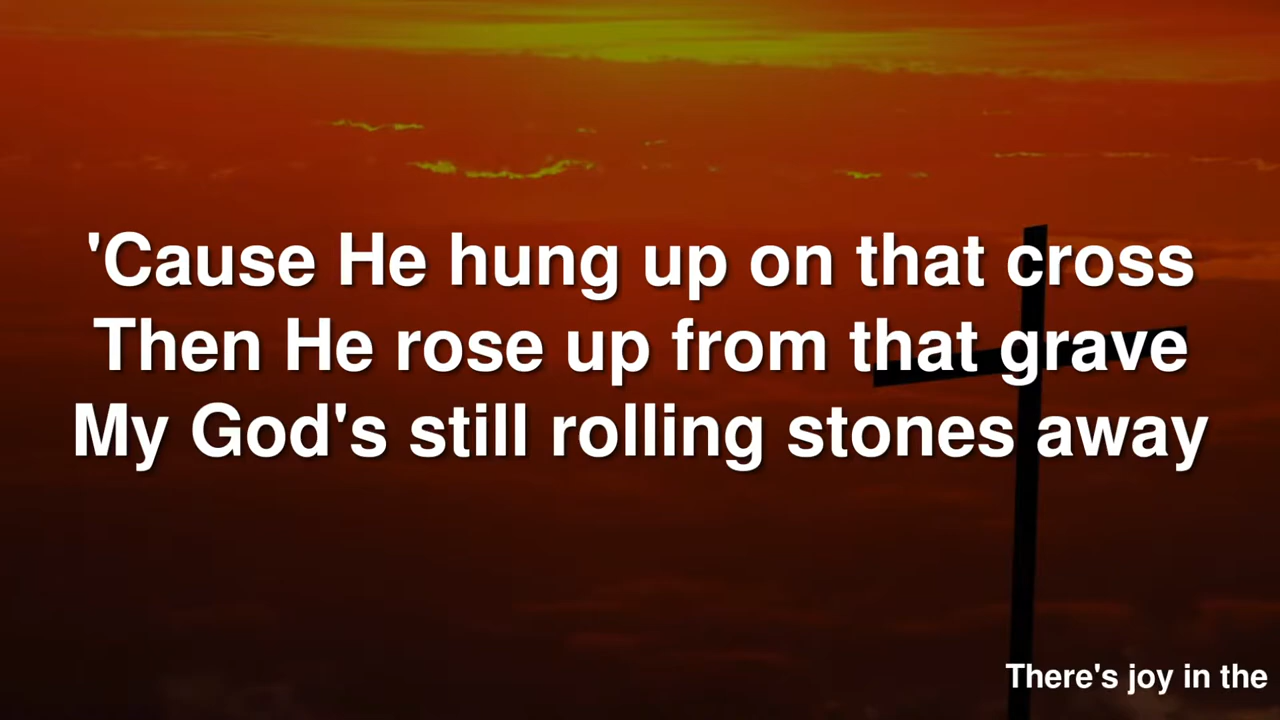 'Cause He hung up on that cross
Then He rose up from that grave
My God's still rolling stones away
There's joy in the